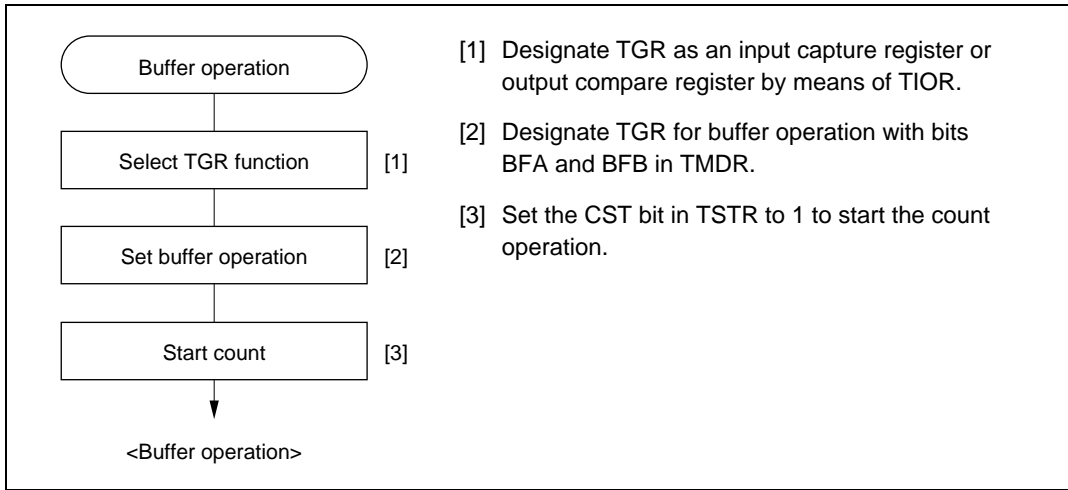 Buffer operation
Select TGR function [1]
Set buffer operation [2]
Start count [3]
<Buffer operation>
[1] Designate TGR as an input capture register or
output compare register by means of TIOR.
[2] Designate TGR for buffer operation with bits
BFA and BFB in TMDR.
[3] Set the CST bit in TSTR to 1 to start the count
operation.